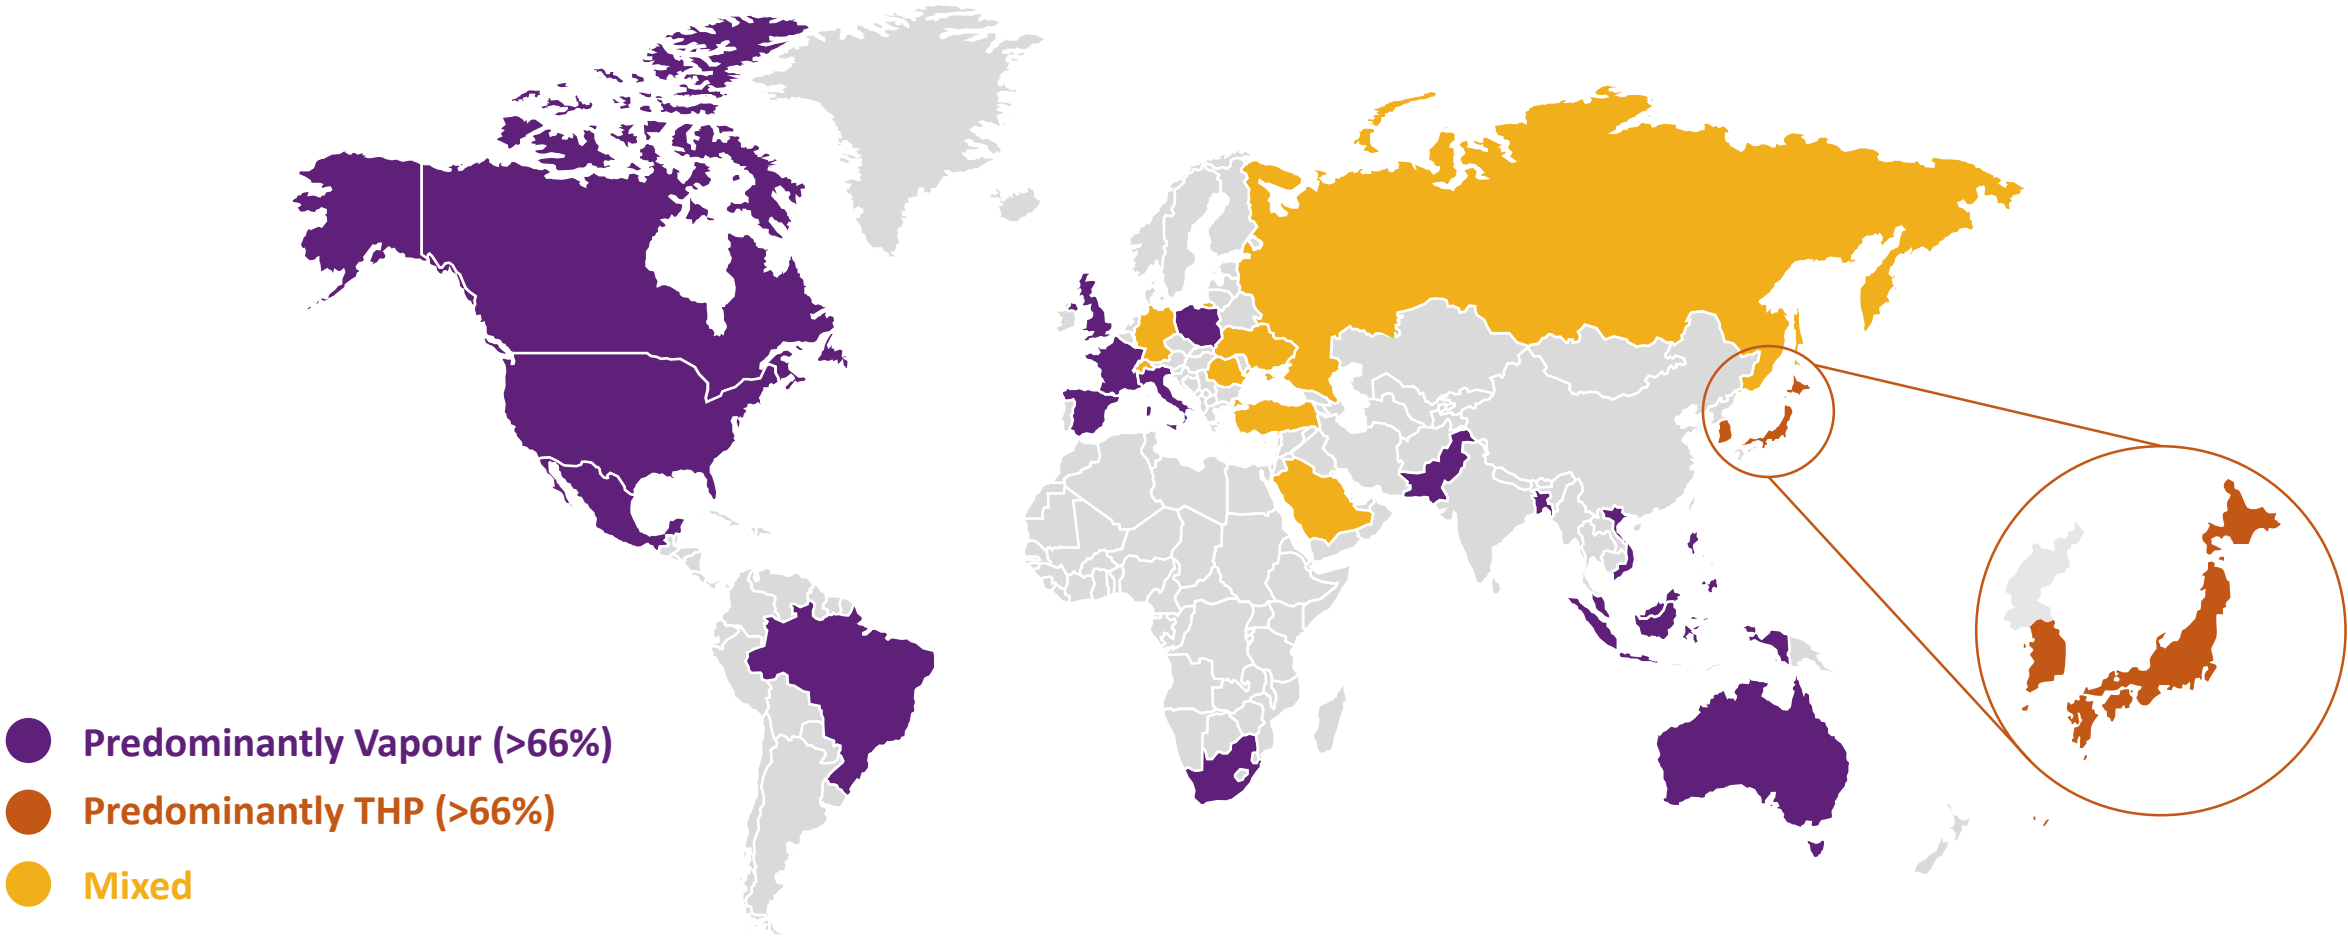 Predominantly Vapour (>66%)
Predominantly THP (>66%)
Mixed